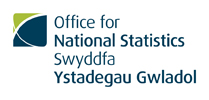 Office for
National Statistics
Swyddfa
Ystadegau Gwladol